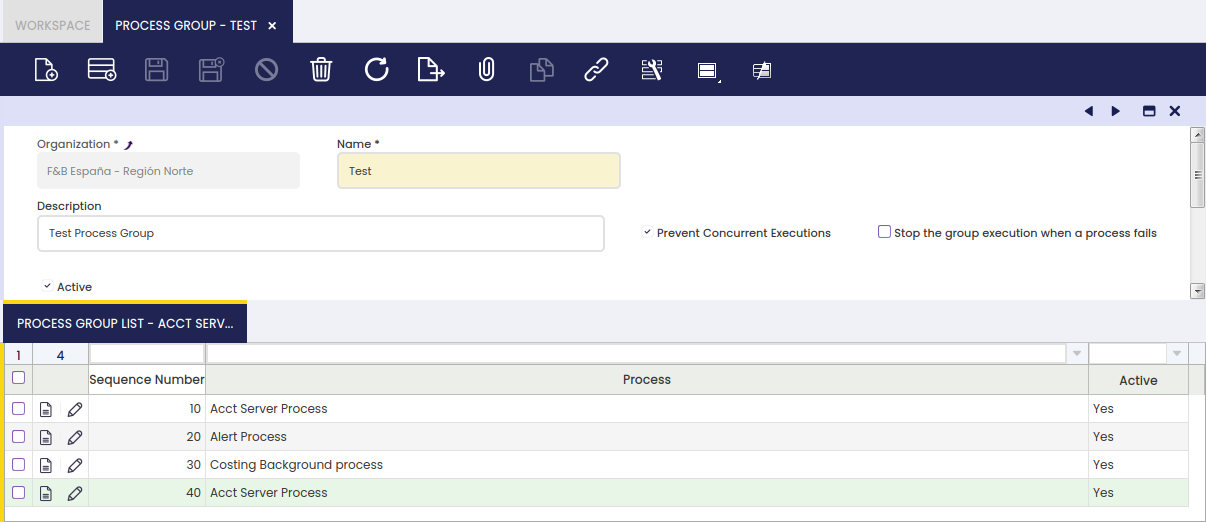 WORKSPACE PROCESS GROUP - TEST
Organization * Name *
F&B España - Región Norte Test
Description
Test Process Group Prevent Concurrent Executions Stop the group execution when a process fails
Active
PROCESS GROUP LIST - ACCT SERV...
1 4
Sequence Number Process Active
10 Acct Server Process Yes
20 Alert Process Yes
30 Costing Background process Yes
40 Acct Server Process Yes